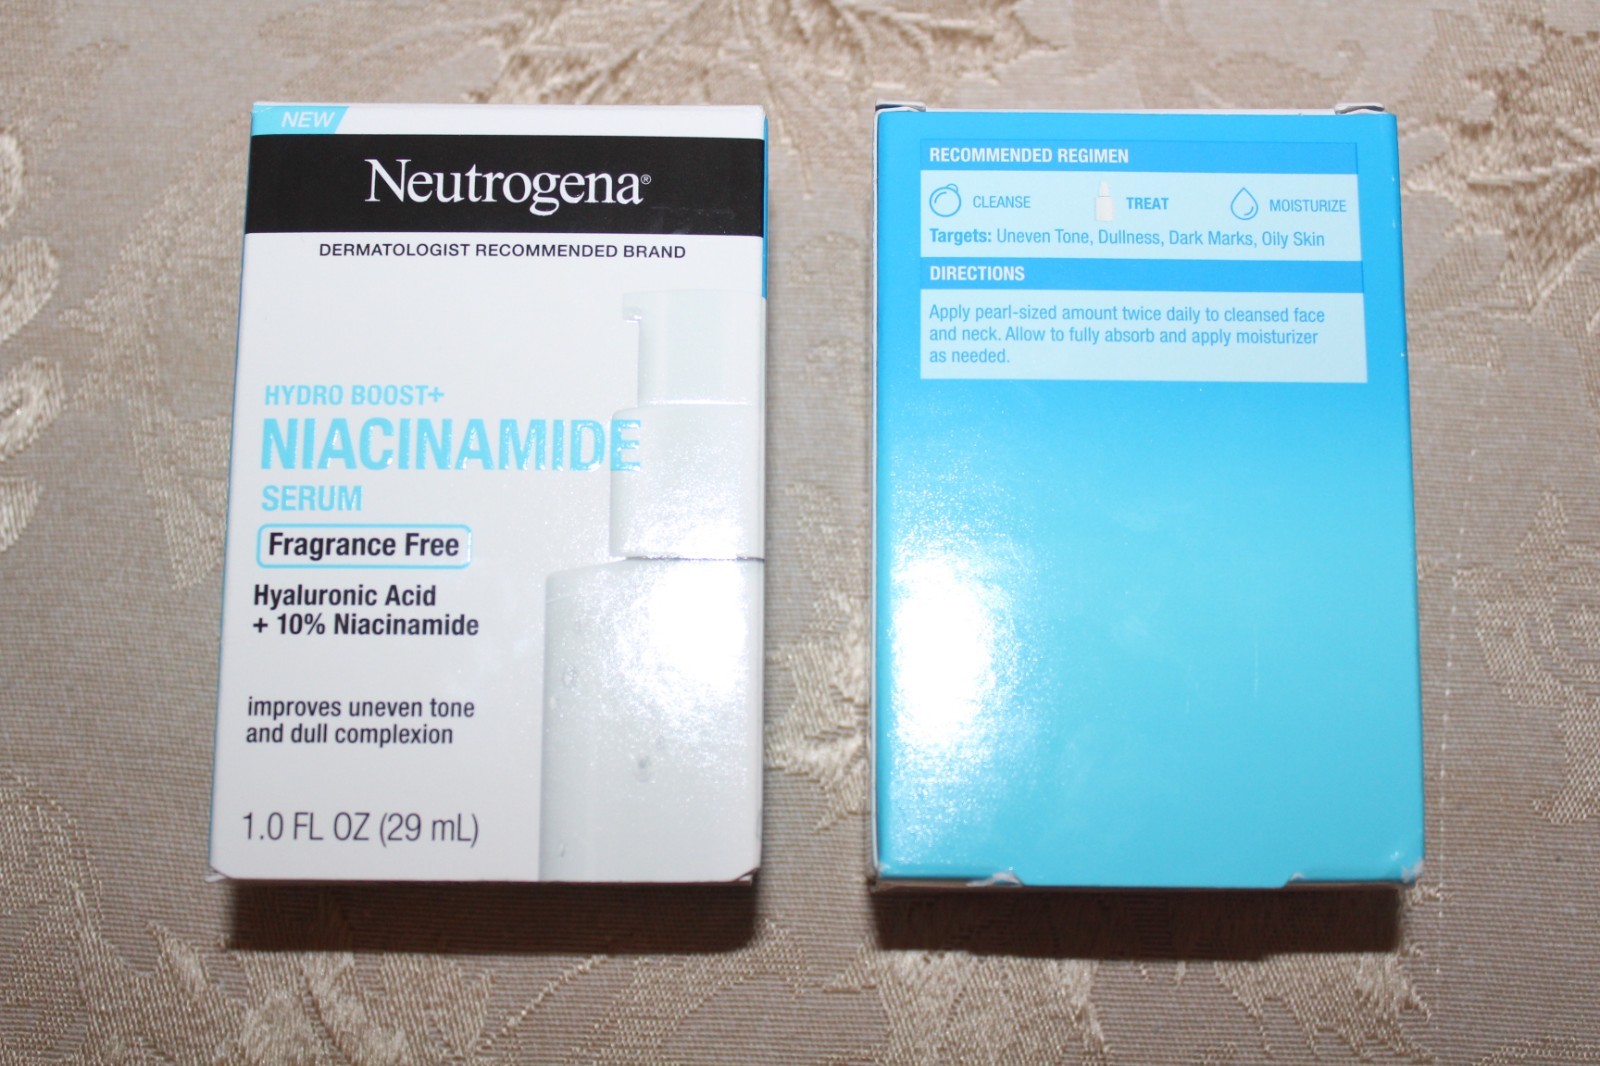 NEW
Neutrogena®
DERMATOLOGIST RECOMMENDED BRAND
HYDRO BOOST+
NIACINAMIDE
SERUM
Fragrance Free
Hyaluronic Acid
+ 10% Niacinamide
improves uneven tone
and dull complexion
1.0 FL OZ (29 mL)
RECOMMENDED REGIMEN
CLEANSE TREAT MOISTURIZE
Targets: Uneven Tone, Dullness, Dark Marks, Oily Skin
DIRECTIONS
Apply pearl-sized amount twice daily to cleansed face
and neck. Allow to fully absorb and apply moisturizer
as needed.